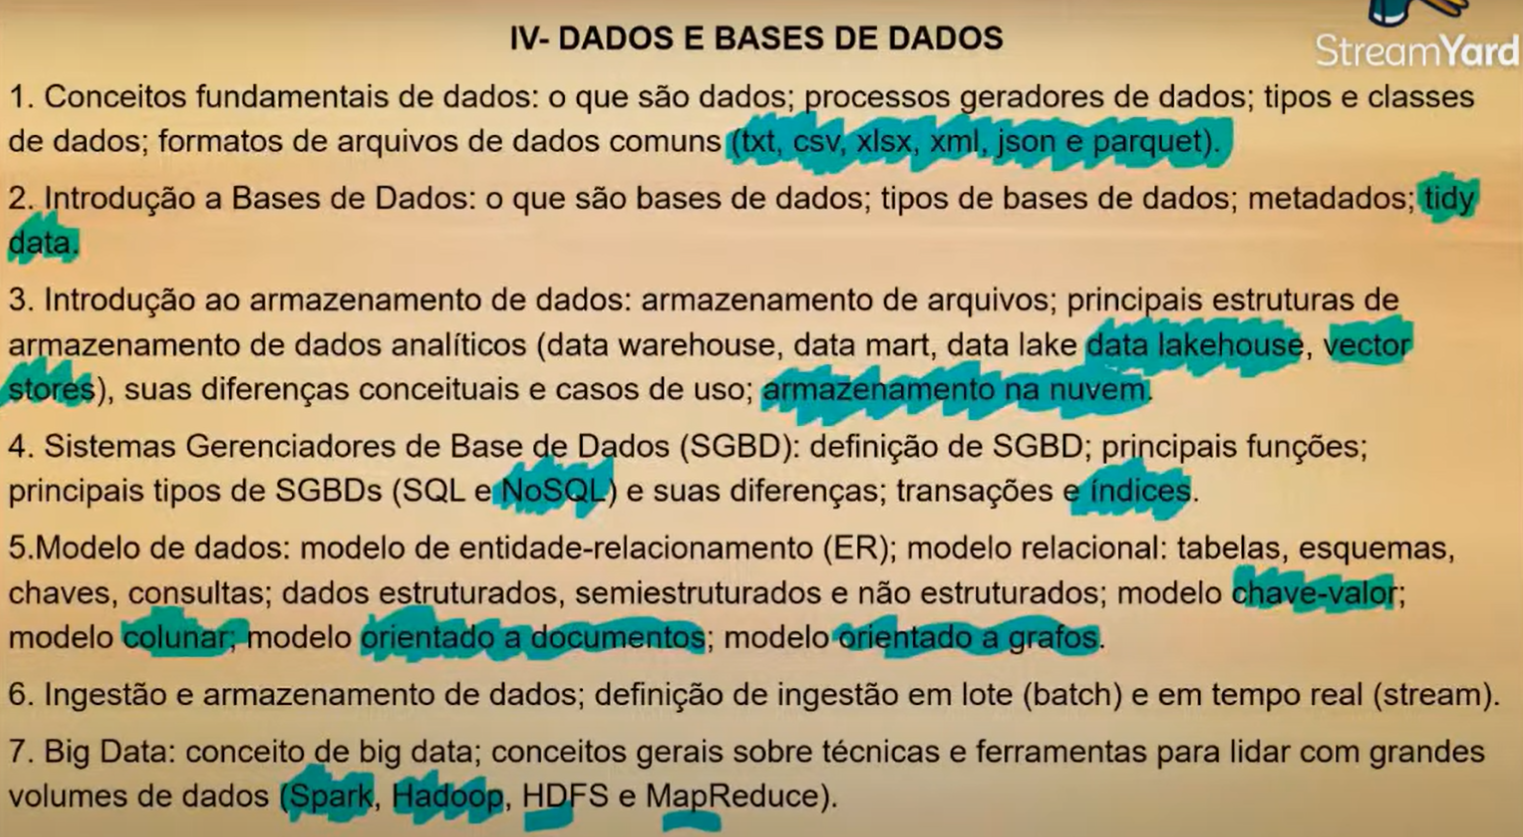 IV- DADOS E BASES DE DADOS
StreamYard
1. Conceitos fundamentais de dados: o que são dados; processos geradores de dados; tipos e classes
de dados; formatos de arquivos de dados comuns (txt, csv, xlsx, xml, json e parquet).
2. Introdução a Bases de Dados: o que são bases de dados; tipos de bases de dados; metadados; tidy
data.
3. Introdução ao armazenamento de dados: armazenamento de arquivos; principais estruturas de
armazenamento de dados analíticos (data warehouse, data mart, data lake data lakehouse, vector
stores), suas diferenças conceituais e casos de uso; armazenamento na nuvem.
4. Sistemas Gerenciadores de Base de Dados (SGBD): definição de SGBD; principais funções;
principais tipos de SGBDs (SQL e NoSQL) e suas diferenças; transações e índices.
5.Modelo de dados: modelo de entidade-relacionamento (ER); modelo relacional: tabelas, esquemas,
chaves, consultas; dados estruturados, semiestruturados e não estruturados; modelo chave-valor;
modelo colunar; modelo orientado a documentos; modelo orientado a grafos.
6. Ingestão e armazenamento de dados; definição de ingestão em lote (batch) e em tempo real (stream).
7. Big Data: conceito de big data; conceitos gerais sobre técnicas e ferramentas para lidar com grandes
volumes de dados (Spark, Hadoop, HDFS e MapReduce).